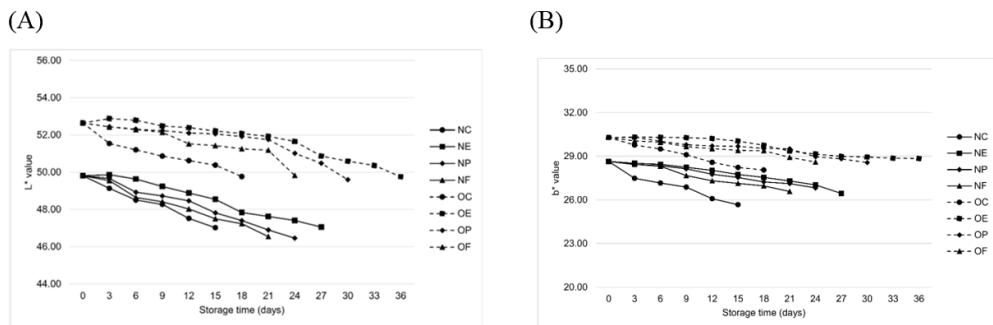 (A)
(B)
56.00
54.00
52.00
50.00
48.00
46.00
44.00
L* value
0 3 6 9 12 15 18 21 24 27 30 33 36
Storage time (days)
NC
NE
NP
NF
OC
OE
OP
OF
35.00
32.00
29.00
26.00
23.00
20.00
b* value
0 3 6 9 12 15 18 21 24 27 30 33 36
Storage time (days)
NC
NE
NP
NF
OC
OE
OP
OF